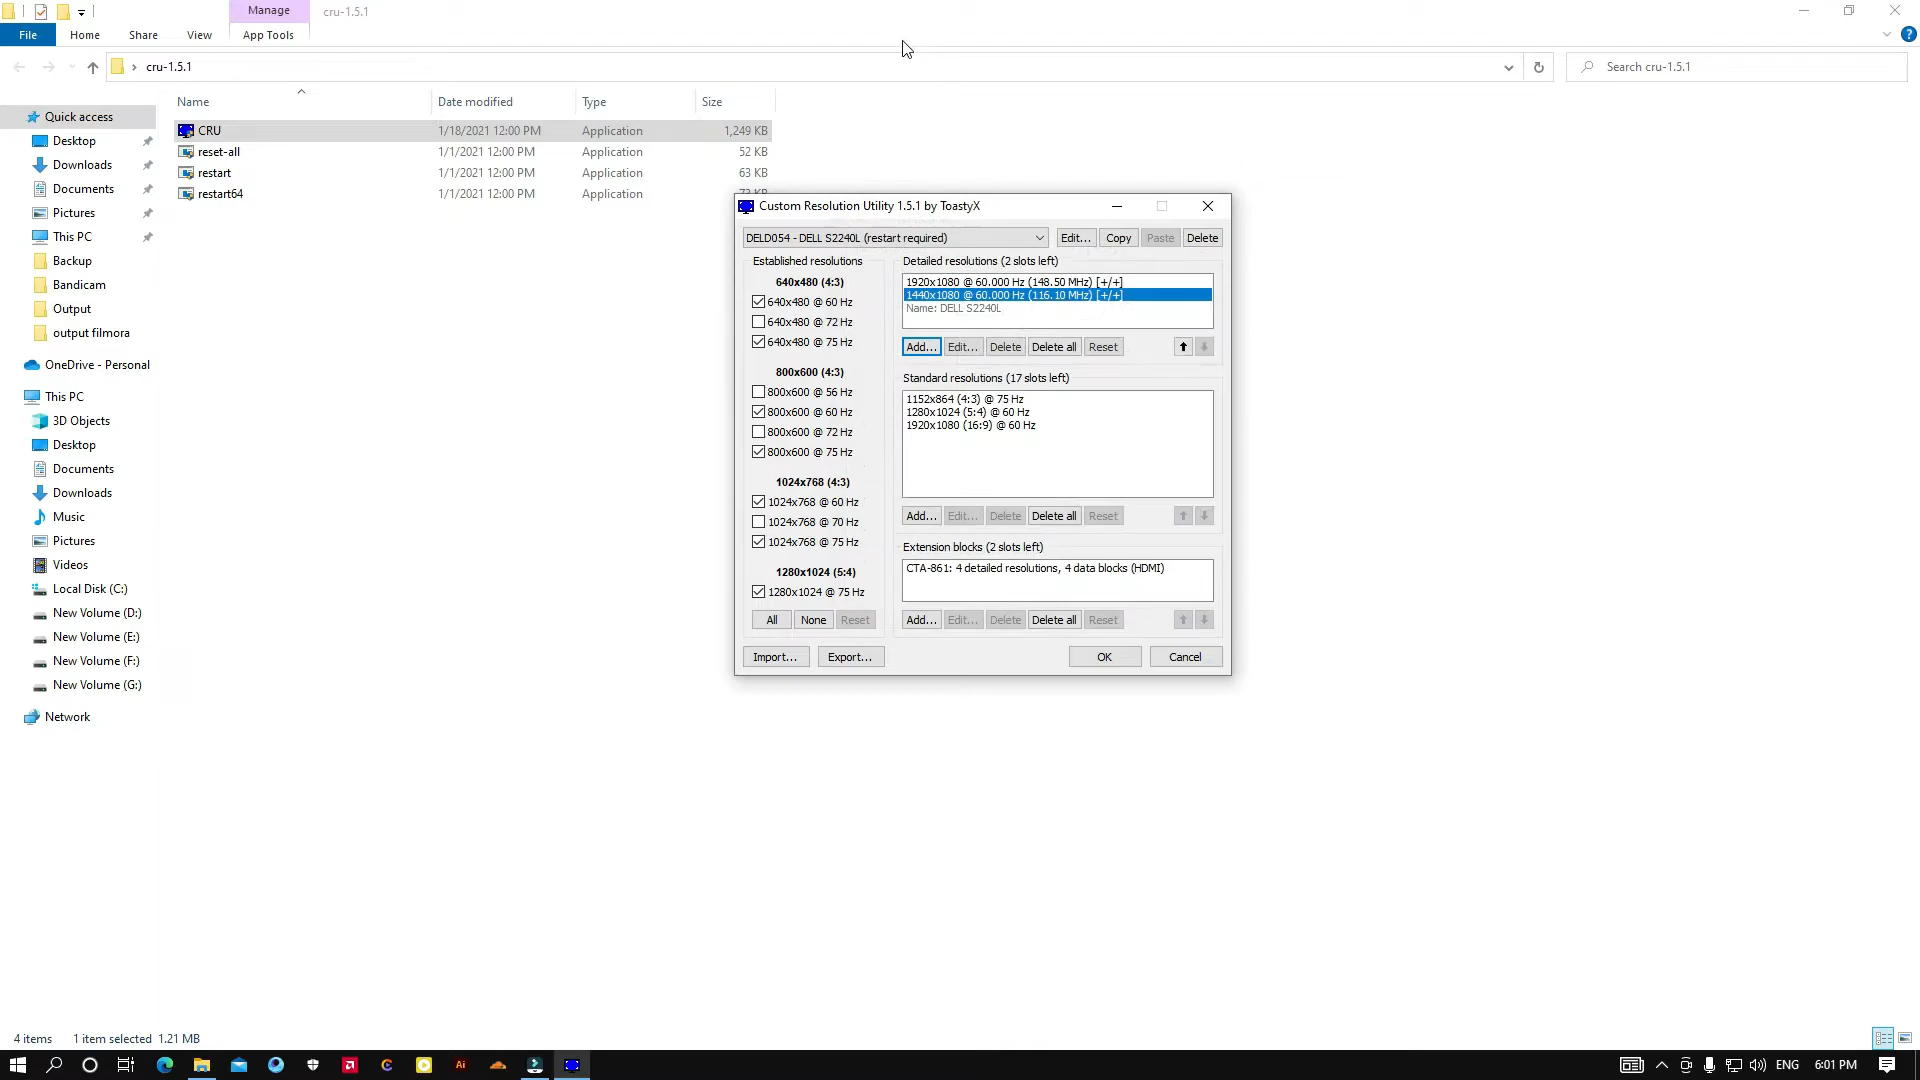 Manage
cru-1.5.1
File
Home
Share
View
App Tools
cru-1.5.1
Search cru-1.5.1
Name
Date modified
Type
Size
CRU
1/18/2021 12:00 PM
Application
1,249 KB
reset-all
1/1/2021 12:00 PM
Application
52 KB
restart
1/1/2021 12:00 PM
Application
63 KB
restart64
1/1/2021 12:00 PM
Application
73 KB
Quick access
Desktop
Downloads
Documents
Pictures
This PC
Backup
Bandicam
Output
output filmora
OneDrive - Personal
This PC
3D Objects
Desktop
Documents
Downloads
Music
Pictures
Videos
Local Disk (C:)
New Volume (D:)
New Volume (E:)
New Volume (F:)
New Volume (G:)
Network
Custom Resolution Utility 1.5.1 by ToastyX
DELD054 - DELL S2240L (restart required)
Edit...
Copy
Paste
Delete
Established resolutions
640x480 (4:3)
640x480 @ 60 Hz
640x480 @ 72 Hz
640x480 @ 75 Hz
800x600 (4:3)
800x600 @ 56 Hz
800x600 @ 60 Hz
800x600 @ 72 Hz
800x600 @ 75 Hz
1024x768 (4:3)
1024x768 @ 60 Hz
1024x768 @ 70 Hz
1024x768 @ 75 Hz
1280x1024 (5:4)
1280x1024 @ 75 Hz
All
None
Reset
Detailed resolutions (2 slots left)
1920x1080 @ 60.000 Hz (148.50 MHz) [+/+]
1440x1080 @ 60.000 Hz (116.10 MHz) [+/+]
Name: DELL S2240L
Add...
Edit...
Delete
Delete all
Reset
Standard resolutions (17 slots left)
1152x864 (4:3) @ 75 Hz
1280x1024 (5:4) @ 60 Hz
1920x1080 (16:9) @ 60 Hz
Add...
Edit...
Delete
Delete all
Reset
Extension blocks (2 slots left)
CTA-861: 4 detailed resolutions, 4 data blocks (HDMI)
Add...
Edit...
Delete
Delete all
Reset
Import...
Export...
OK
Cancel
4 items
1 item selected 1.21 MB
Ai
ENG
6:01 PM